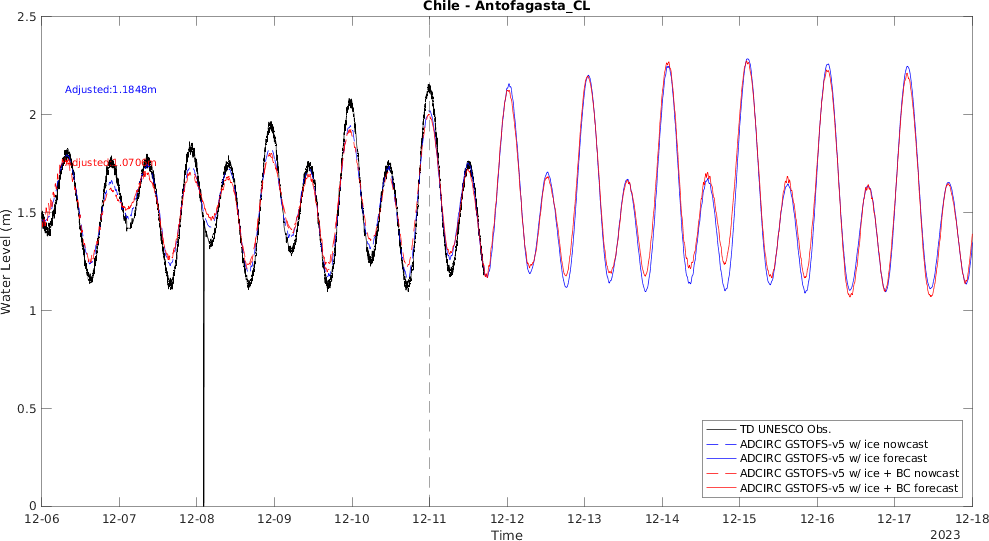 Chile - Antofagasta_CL
2.5
2
1.5
1
0.5
0
Water Level (m)
Adjusted:1.1848m
Adjusted:1.0706m
TD UNESCO Obs.
ADCIRC GSTOFS-v5 w/ ice nowcast
ADCIRC GSTOFS-v5 w/ ice forecast
ADCIRC GSTOFS-v5 w/ ice + BC nowcast
ADCIRC GSTOFS-v5 w/ ice + BC forecast
12-06 12-07 12-08 12-09 12-10 12-11 12-12 12-13 12-14 12-15 12-16 12-17 12-18
Time
2023